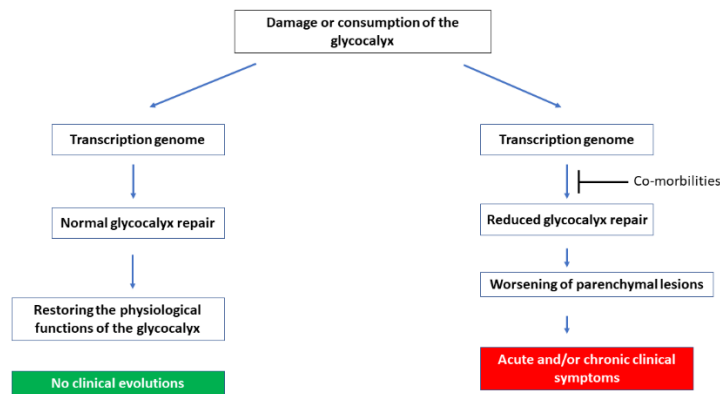 Damage or consumption of the
glycocalyx
Transcription genome
Transcription genome
Co-morbilities
Normal glycocalyx repair
Reduced glycocalyx repair
Worsening of parenchymal lesions
Restoring the physiological
functions of the glycocalyx
Acute and/or chronic clinical
symptoms
No clinical evolutions